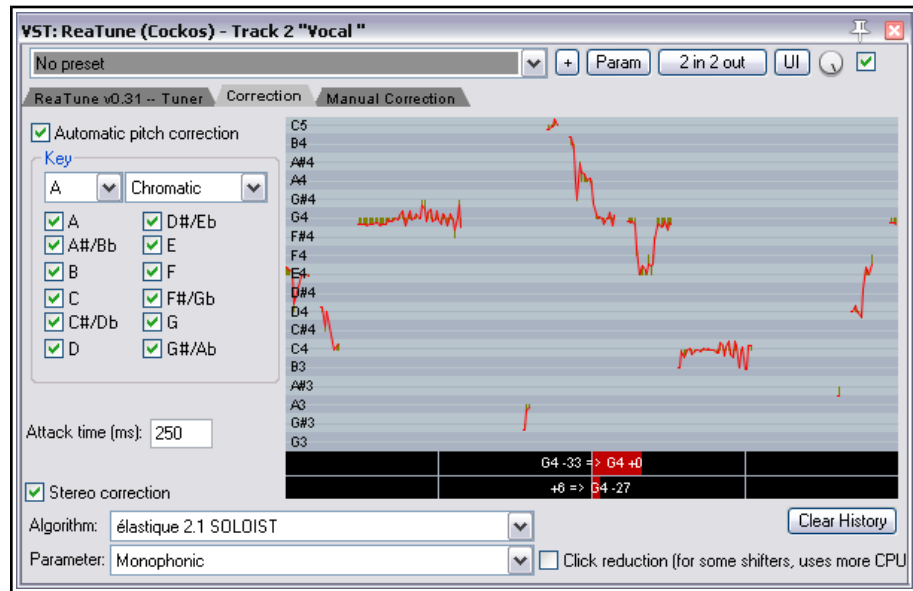 VST: ReaTune (Cockos) - Track 2 "Vocal "
No preset + Param 2 in 2 out UI
ReaTune v0.31 -- Tuner Correction Manual Correction
Automatic pitch correction
Key
A Chromatic
A D#/Eb
A#/Bb E
B F
C F#/Gb
C#/Db G
D G#/Ab
Attack time (ms): 250
C5
B4
A#4
A4
G#4
G4
F#4
F4
E4
D#4
D4
C#4
C4
B3
A#3
A3
G#3
G3
G4 -33 => G4 +0
+6 => G4 -27
Stereo correction
Clear History
Algorithm: élastique 2.1 SOLOIST
Parameter: Monophonic
Click reduction (for some shifters, uses more CPU